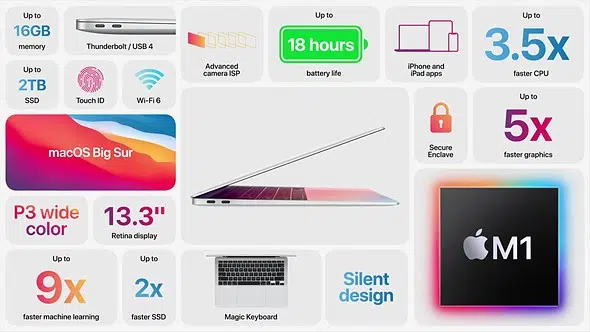 Up to
16GB
memory
Thunderbolt / USB 4
Up to
2TB
SSD
Touch ID
Wi-Fi 6
macOS Big Sur
P3 wide
color
13.3"
Retina display
Up to
9x
faster machine learning
Up to
2x
faster SSD
Advanced
camera ISP
Up to
18 hours
battery life
iPhone and
iPad apps
Up to
3.5x
faster CPU
Secure
Enclave
Up to
5x
faster graphics
Magic Keyboard
Silent
design
M1